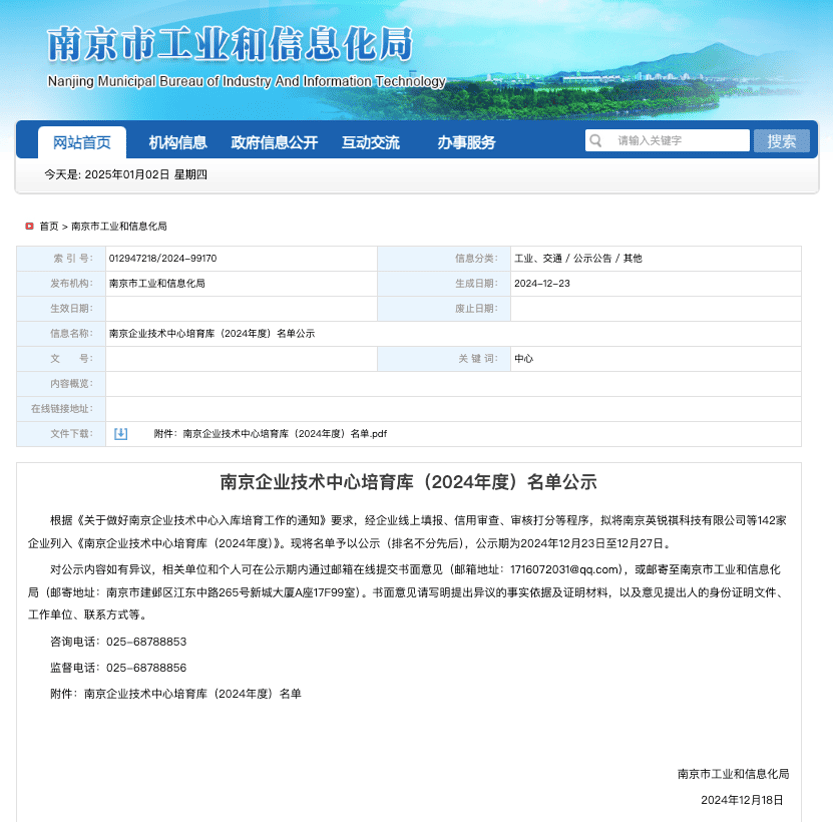 南京市工业和信息化局
Nanjing Municipal Bureau of Industry And Information Technology
网站首页 机构信息 政府信息公开 互动交流 办事服务 请输入关键字 搜索
今天是: 2025年01月02日 星期四
首页 > 南京市工业和信息化局
索 引 号: 012947218/2024-99170 信息分类: 工业、交通 / 公示公告 / 其他
发布机构: 南京市工业和信息化局 生成日期: 2024-12-23
生效日期: 废止日期:
信息名称: 南京企业技术中心培育库（2024年度）名单公示
文 号: 关 键 词: 中心
内容概览:
在线链接地址:
文件下载: 附件：南京企业技术中心培育库（2024年度）名单.pdf
南京企业技术中心培育库（2024年度）名单公示
根据《关于做好南京企业技术中心入库培育工作的通知》要求，经企业线上填报、信用审查、审核打分等程序，拟将南京英锐祺科技有限公司等142家
企业列入《南京企业技术中心培育库（2024年度）》。现将名单予以公示（排名不分先后），公示期为2024年12月23日至12月27日。
对公示内容如有异议，相关单位和个人可在公示期内通过邮箱在线提交书面意见（邮箱地址：1716072031@qq.com），或邮寄至南京市工业和信息化
局（邮寄地址：南京市建邺区江东中路265号新城大厦A座17F99室）。书面意见请写明提出异议的事实依据及证明材料，以及意见提出人的身份证明文件、
工作单位、联系方式等。
咨询电话：025-68788853
监督电话：025-68788856
附件：南京企业技术中心培育库（2024年度）名单
南京市工业和信息化局
2024年12月18日